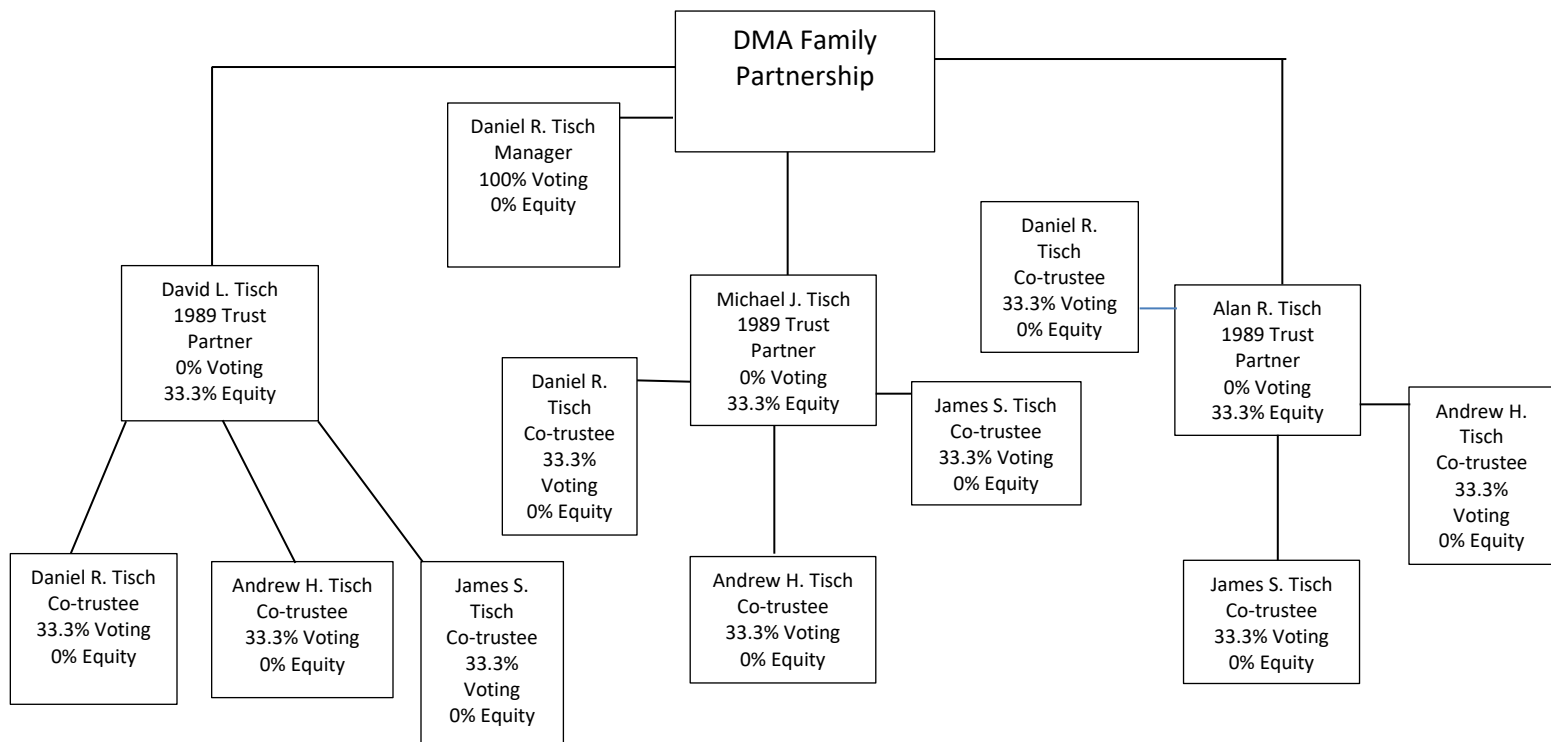 DMA Family
Partnership
Daniel R. Tisch
Manager
100% Voting
0% Equity
David L. Tisch
1989 Trust
Partner
0% Voting
33.3% Equity
Michael J. Tisch
1989 Trust
Partner
0% Voting
33.3% Equity
Daniel R.
Tisch
Co-trustee
33.3% Voting
0% Equity
Alan R. Tisch
1989 Trust
Partner
0% Voting
33.3% Equity
Daniel R.
Tisch
Co-trustee
33.3%
Voting
0% Equity
James S. Tisch
Co-trustee
33.3% Voting
0% Equity
Andrew H.
Tisch
Co-trustee
33.3%
Voting
0% Equity
Daniel R. Tisch
Co-trustee
33.3% Voting
0% Equity
Andrew H. Tisch
Co-trustee
33.3% Voting
0% Equity
James S.
Tisch
Co-trustee
33.3%
Voting
0% Equity
Andrew H. Tisch
Co-trustee
33.3% Voting
0% Equity
James S. Tisch
Co-trustee
33.3% Voting
0% Equity